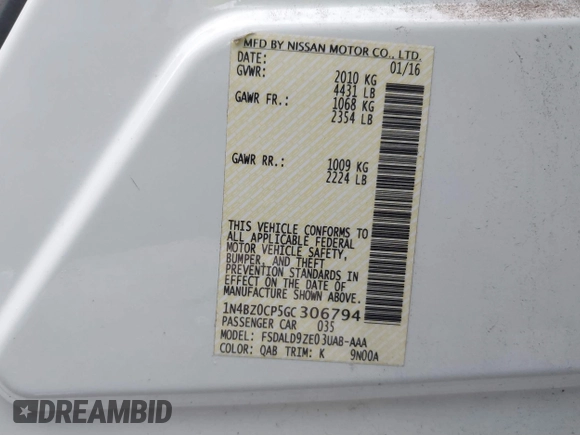 MFD BY NISSAN MOTOR CO., LTD.
DATE: 01/16
GVWR: 2010 KG
4431 LB
GAWR FR.: 1068 KG
2354 LB
GAWR RR.: 1009 KG
2224 LB
THIS VEHICLE CONFORMS TO
ALL APPLICABLE FEDERAL
MOTOR VEHICLE SAFETY,
BUMPER, AND THEFT
PREVENTION STANDARDS IN
EFFECT ON THE DATE OF
MANUFACTURE SHOWN ABOVE.
1N4BZ0CP5GC306794
PASSENGER CAR 035
MODEL: FSDALD9ZE03UAB-AAA
COLOR: QAB TRIM: K 9N00A
DREAMBID